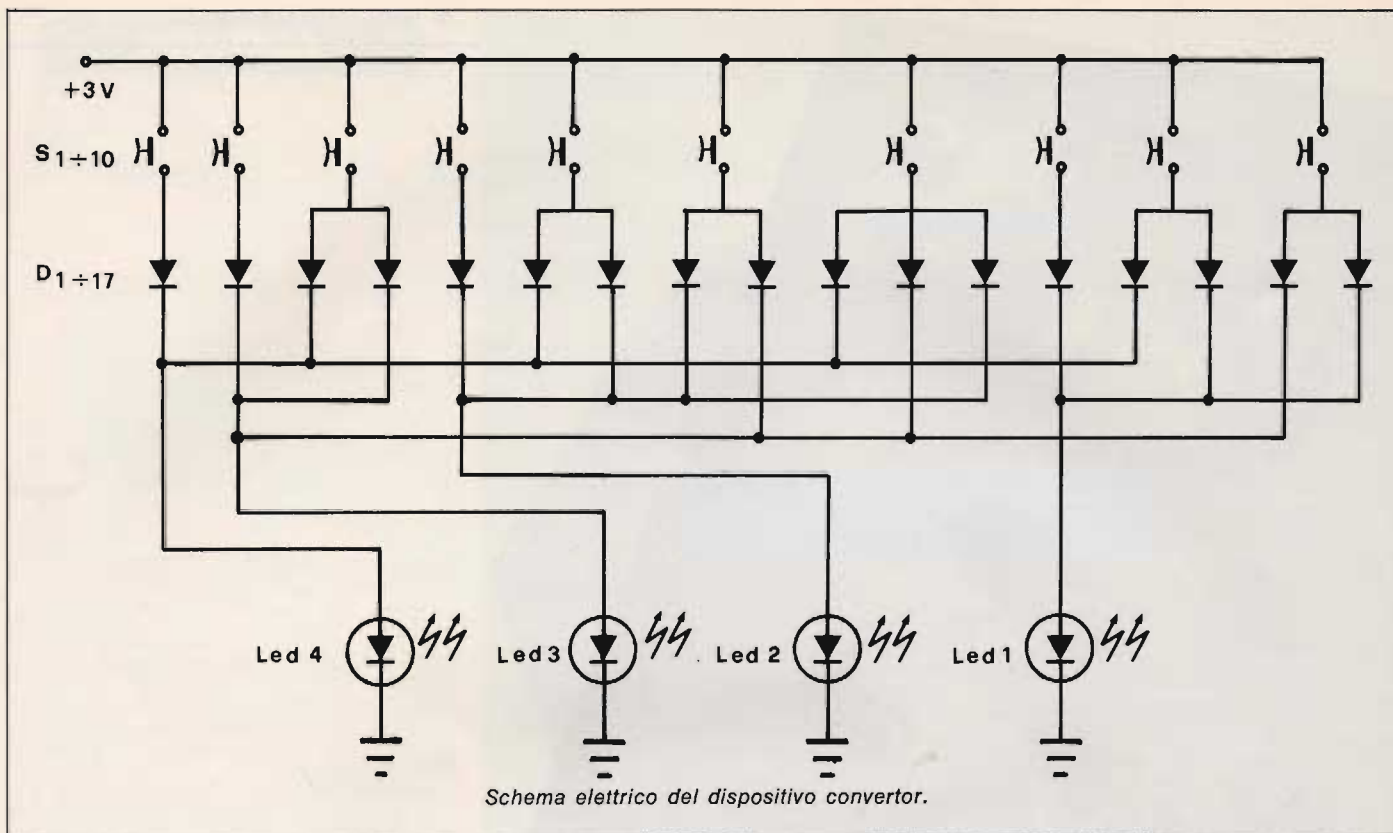 +3V
S1÷10
D1÷17
Led 4
Led 3
Led 2
Led 1
Schema elettrico del dispositivo convertor.